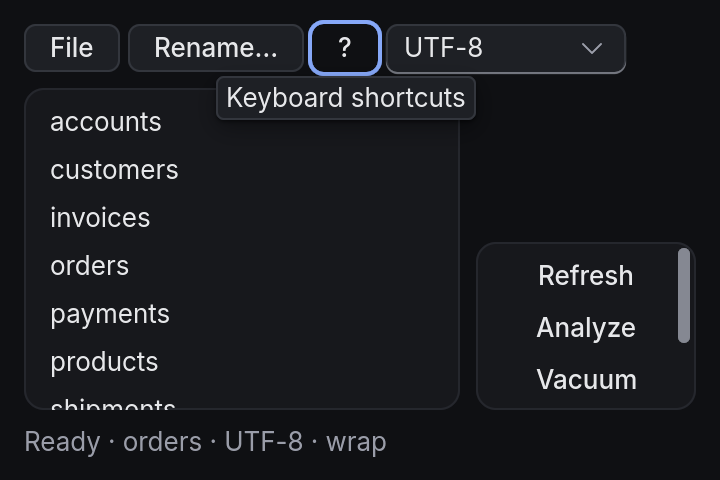 File Rename... ? UTF-8
Keyboard shortcuts
accounts
customers
invoices
orders
payments
products
shipments
Refresh
Analyze
Vacuum
Ready · orders · UTF-8 · wrap